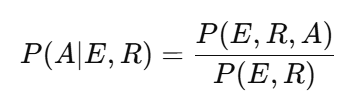 P(A|E, R) = P(E, R, A) / P(E, R)